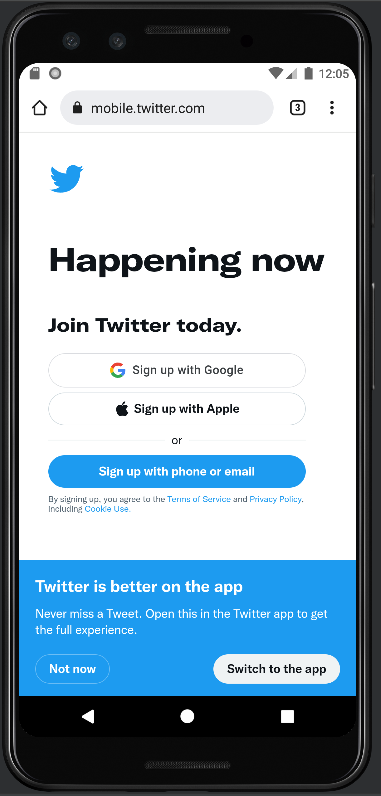 12:05
mobile.twitter.com
3
Happening now
Join Twitter today.
Sign up with Google
Sign up with Apple
or
Sign up with phone or email
By signing up, you agree to the Terms of Service and Privacy Policy,
including Cookie Use.
Twitter is better on the app
Never miss a Tweet. Open this in the Twitter app to get
the full experience.
Not now
Switch to the app